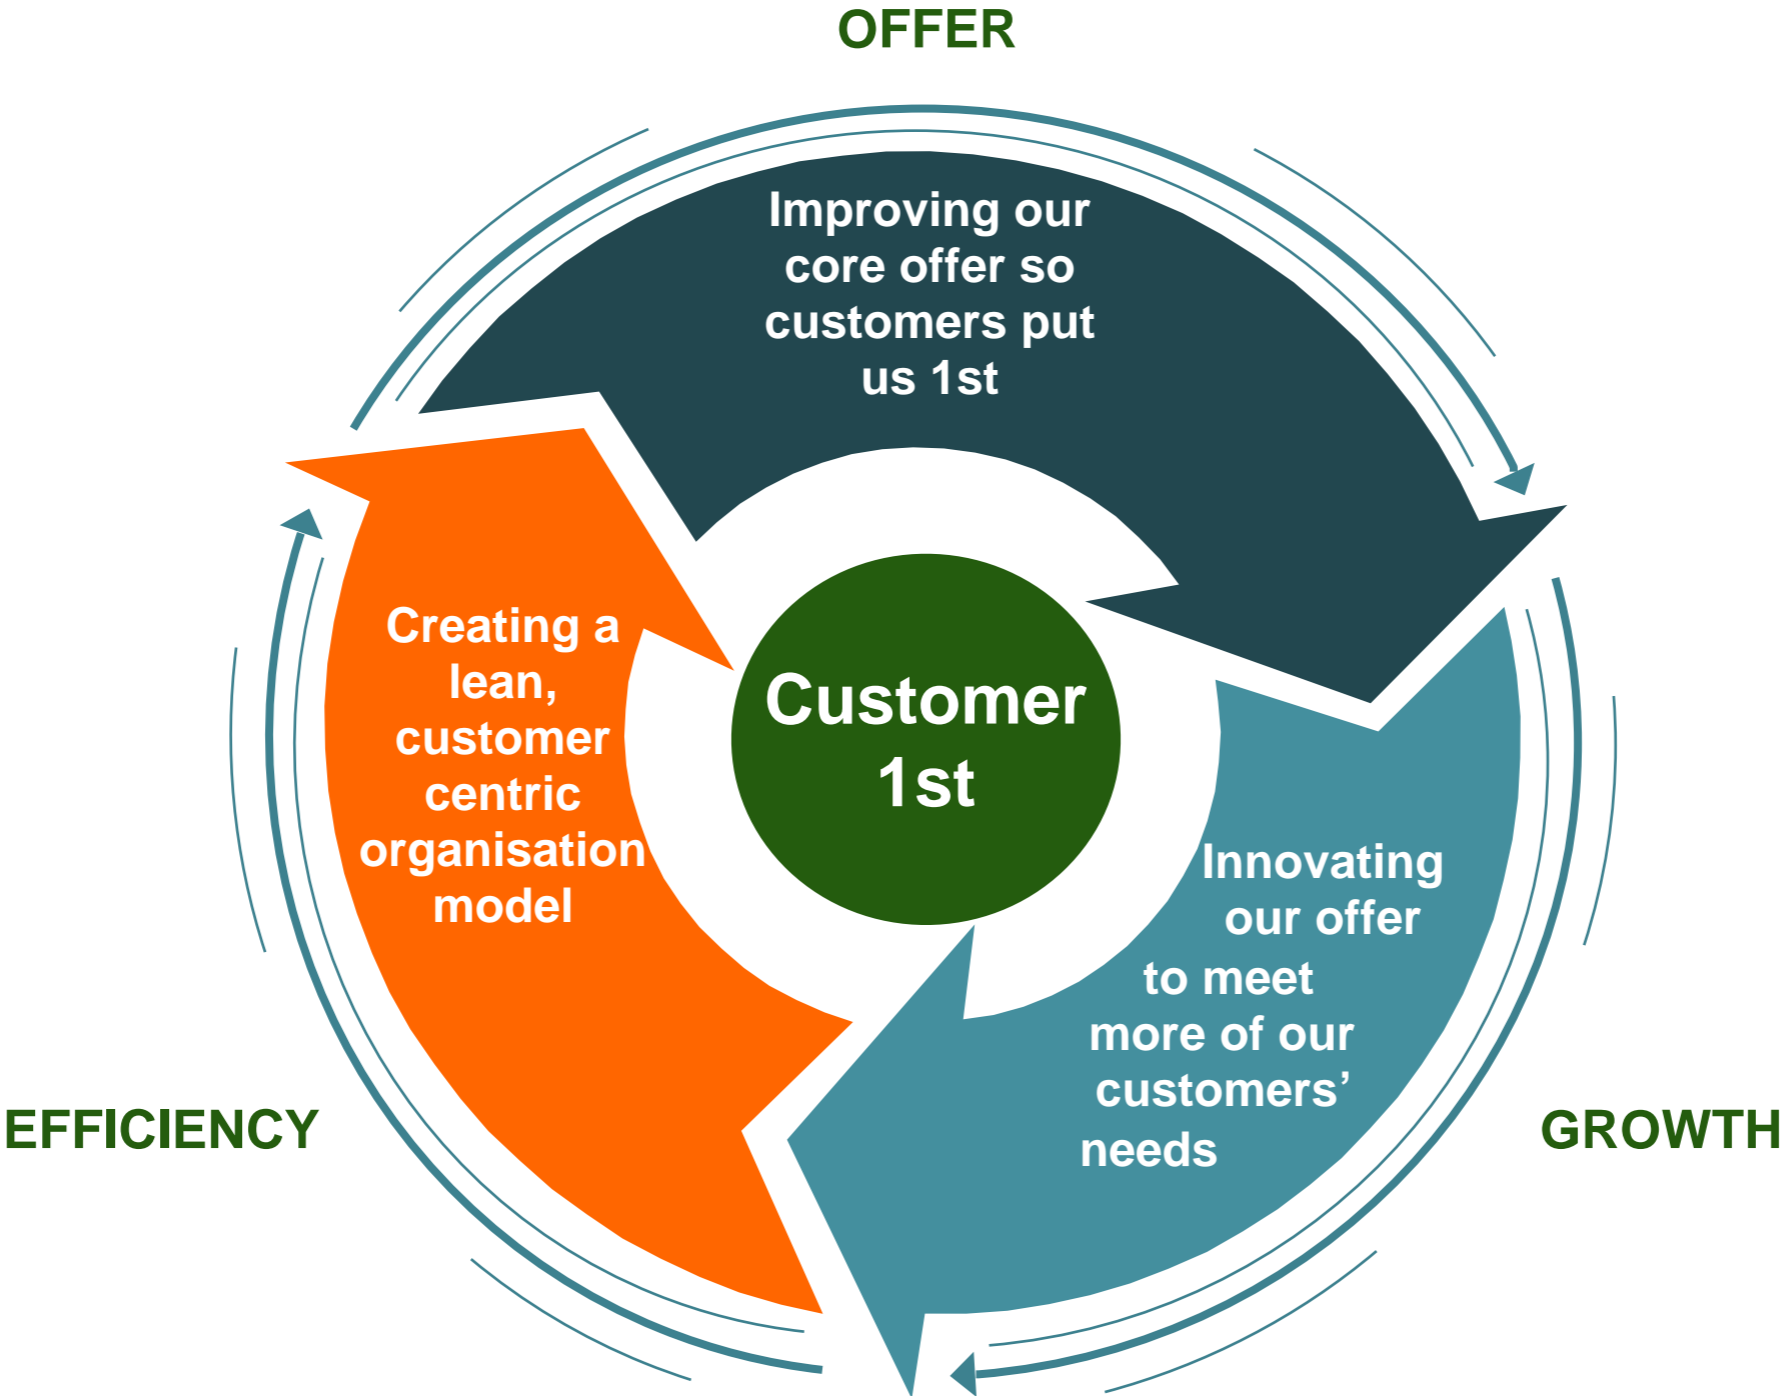 OFFER
Improving our
core offer so
customers put
us 1st
Creating a
lean,
customer
centric
organisation
model
Customer
1st
Innovating
our offer
to meet
more of our
customers’
needs
EFFICIENCY
GROWTH